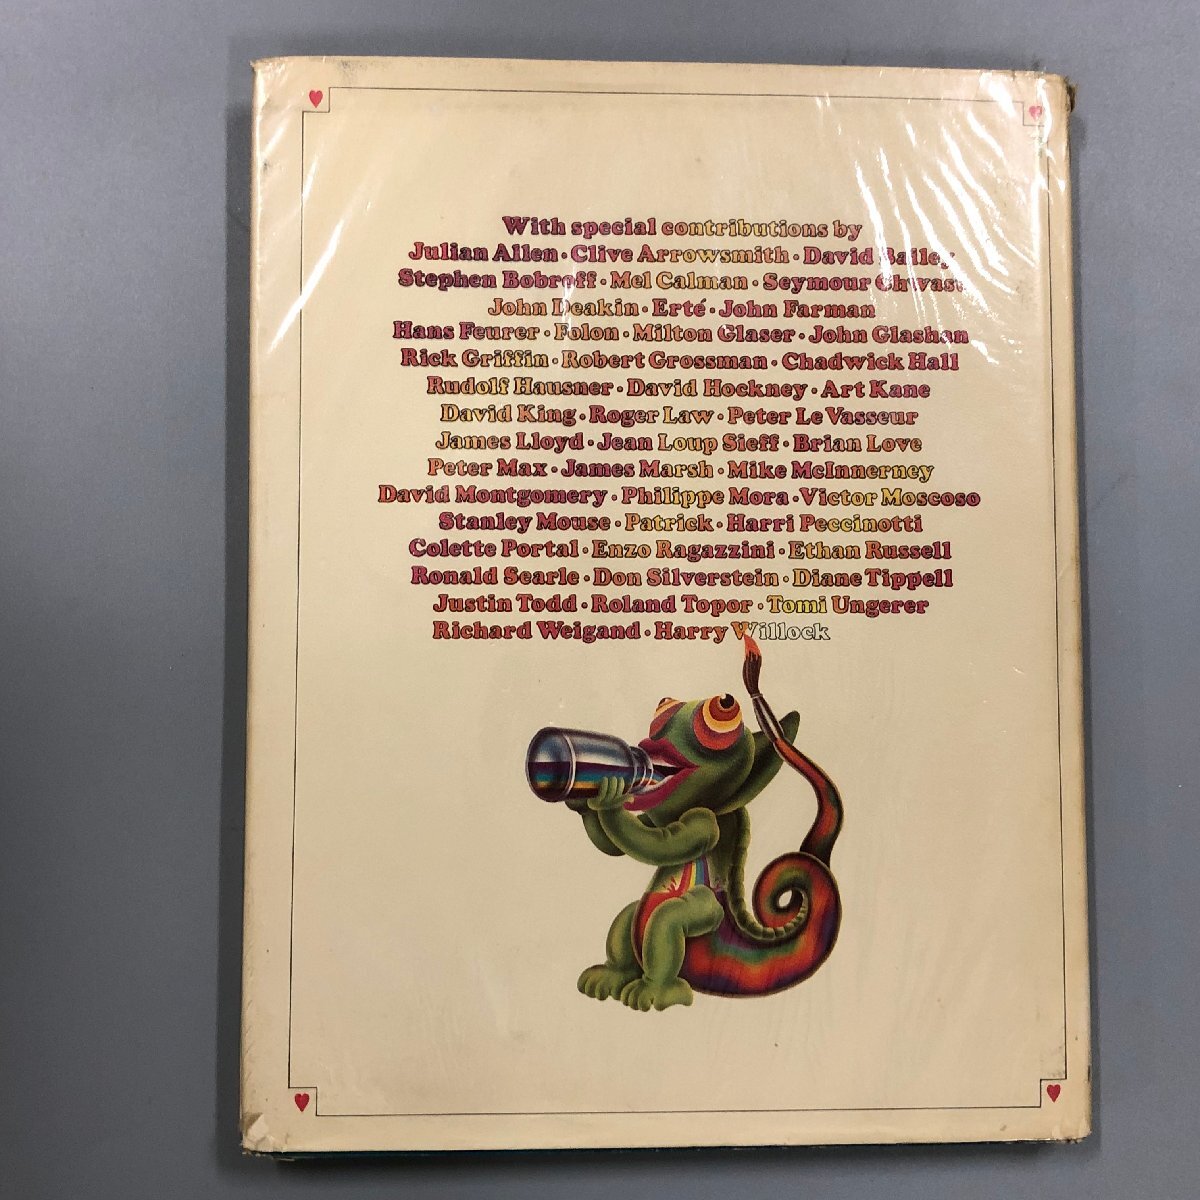 With special contributions by
Julian Allen · Clive Arrowsmith · David Bailey
Stephen Bobroff · Mel Calman · Seymour Chwast
John Deakin · Erté · John Farman
Hans Feurer · Folon · Milton Glaser · John Glashan
Rick Griffin · Robert Grossman · Chadwick Hall
Rudolf Hausner · David Hockney · Art Kane
David King · Roger Law · Peter Le Vasseur
James Lloyd · Jean Loup Sieff · Brian Love
Peter Max · James Marsh · Mike McInnerney
David Montgomery · Philippe Mora · Victor Moscoso
Stanley Mouse · Patrick · Harri Peccinotti
Colette Portal · Enzo Ragazzini · Ethan Russell
Ronald Searle · Don Silverstein · Diane Tippell
Justin Todd · Roland Topor · Tomi Ungerer
Richard Weigand · Harry Willock